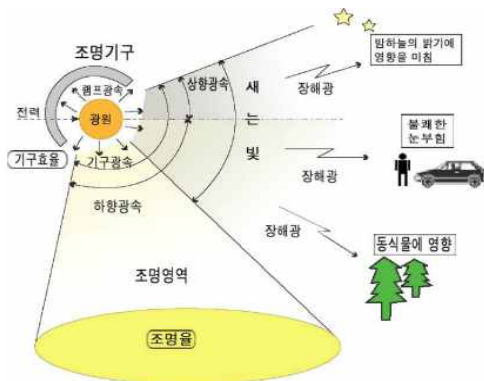 조명기구
램프광속
전력
광원
기구효율
기구광속
상향광속
하향광속
새
는
빛
장해광
밤하늘의 밝기에
영향을 미침
장해광
불쾌한
눈부힘
장해광
동식물에 영향
조명영역
조명율